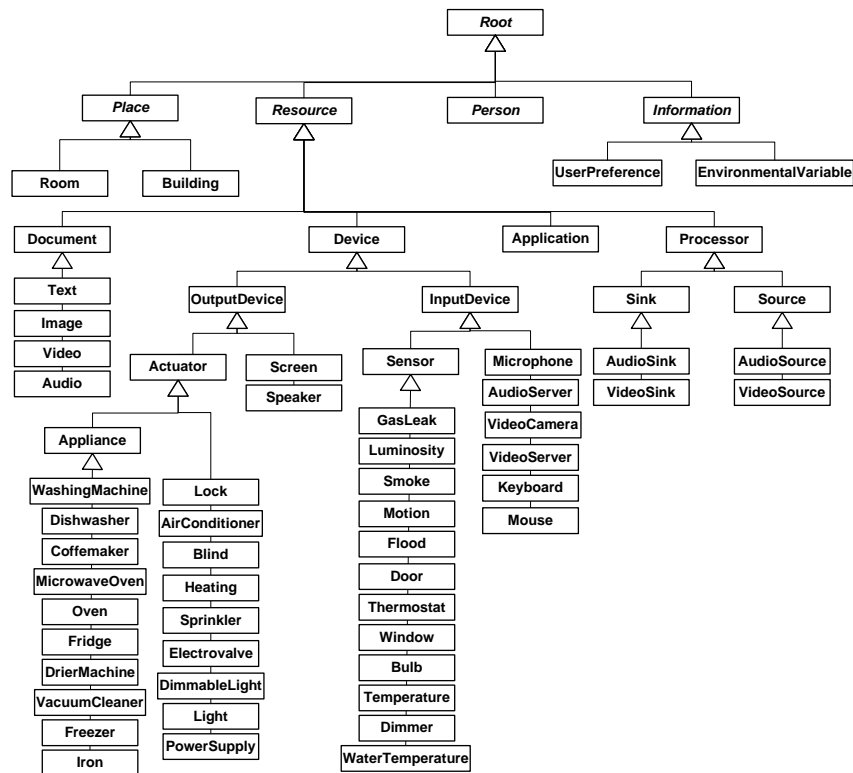 Root
Place
Resource
Person
Information
Room
Building
UserPreference
EnvironmentalVariable
Document
Device
Application
Processor
Text
Image
Video
Audio
OutputDevice
InputDevice
Sink
Source
Actuator
Screen
Speaker
Sensor
Microphone
AudioServer
VideoCamera
VideoServer
Keyboard
Mouse
AudioSink
VideoSink
AudioSource
VideoSource
Appliance
WashingMachine
Dishwasher
Coffemaker
MicrowaveOven
Oven
Fridge
DrierMachine
VacuumCleaner
Freezer
Iron
Lock
AirConditioner
Blind
Heating
Sprinkler
Electrovalve
DimmableLight
Light
PowerSupply
GasLeak
Luminosity
Smoke
Motion
Flood
Door
Thermostat
Window
Bulb
Temperature
Dimmer
WaterTemperature